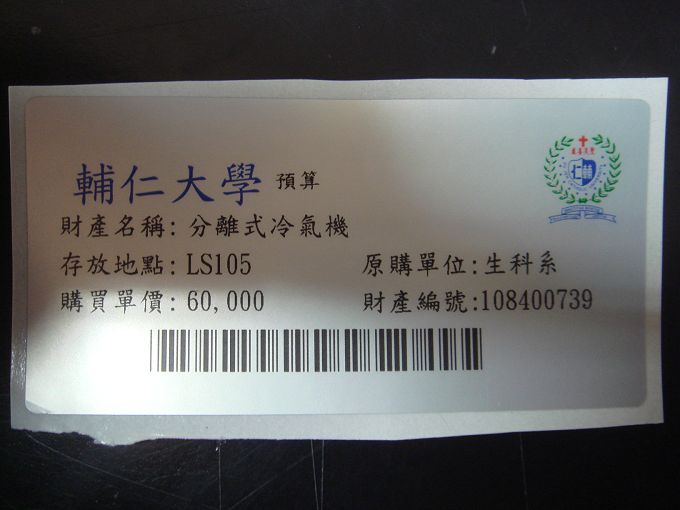 輔仁大學 預算
財產名稱: 分離式冷氣機
存放地點: LS105 原購單位: 生科系
購買單價: 60,000 財產編號:108400739